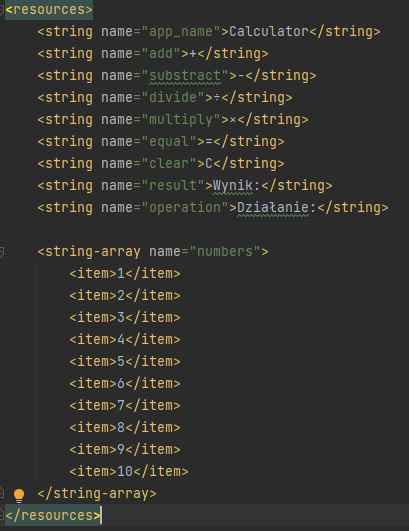 <resources>
    <string name="app_name">Calculator</string>
    <string name="add">+</string>
    <string name="substract">-</string>
    <string name="divide">÷</string>
    <string name="multiply">×</string>
    <string name="equal">=</string>
    <string name="clear">C</string>
    <string name="result">Wynik:</string>
    <string name="operation">Działanie:</string>

    <string-array name="numbers">
        <item>1</item>
        <item>2</item>
        <item>3</item>
        <item>4</item>
        <item>5</item>
        <item>6</item>
        <item>7</item>
        <item>8</item>
        <item>9</item>
        <item>10</item>
    </string-array>
</resources>